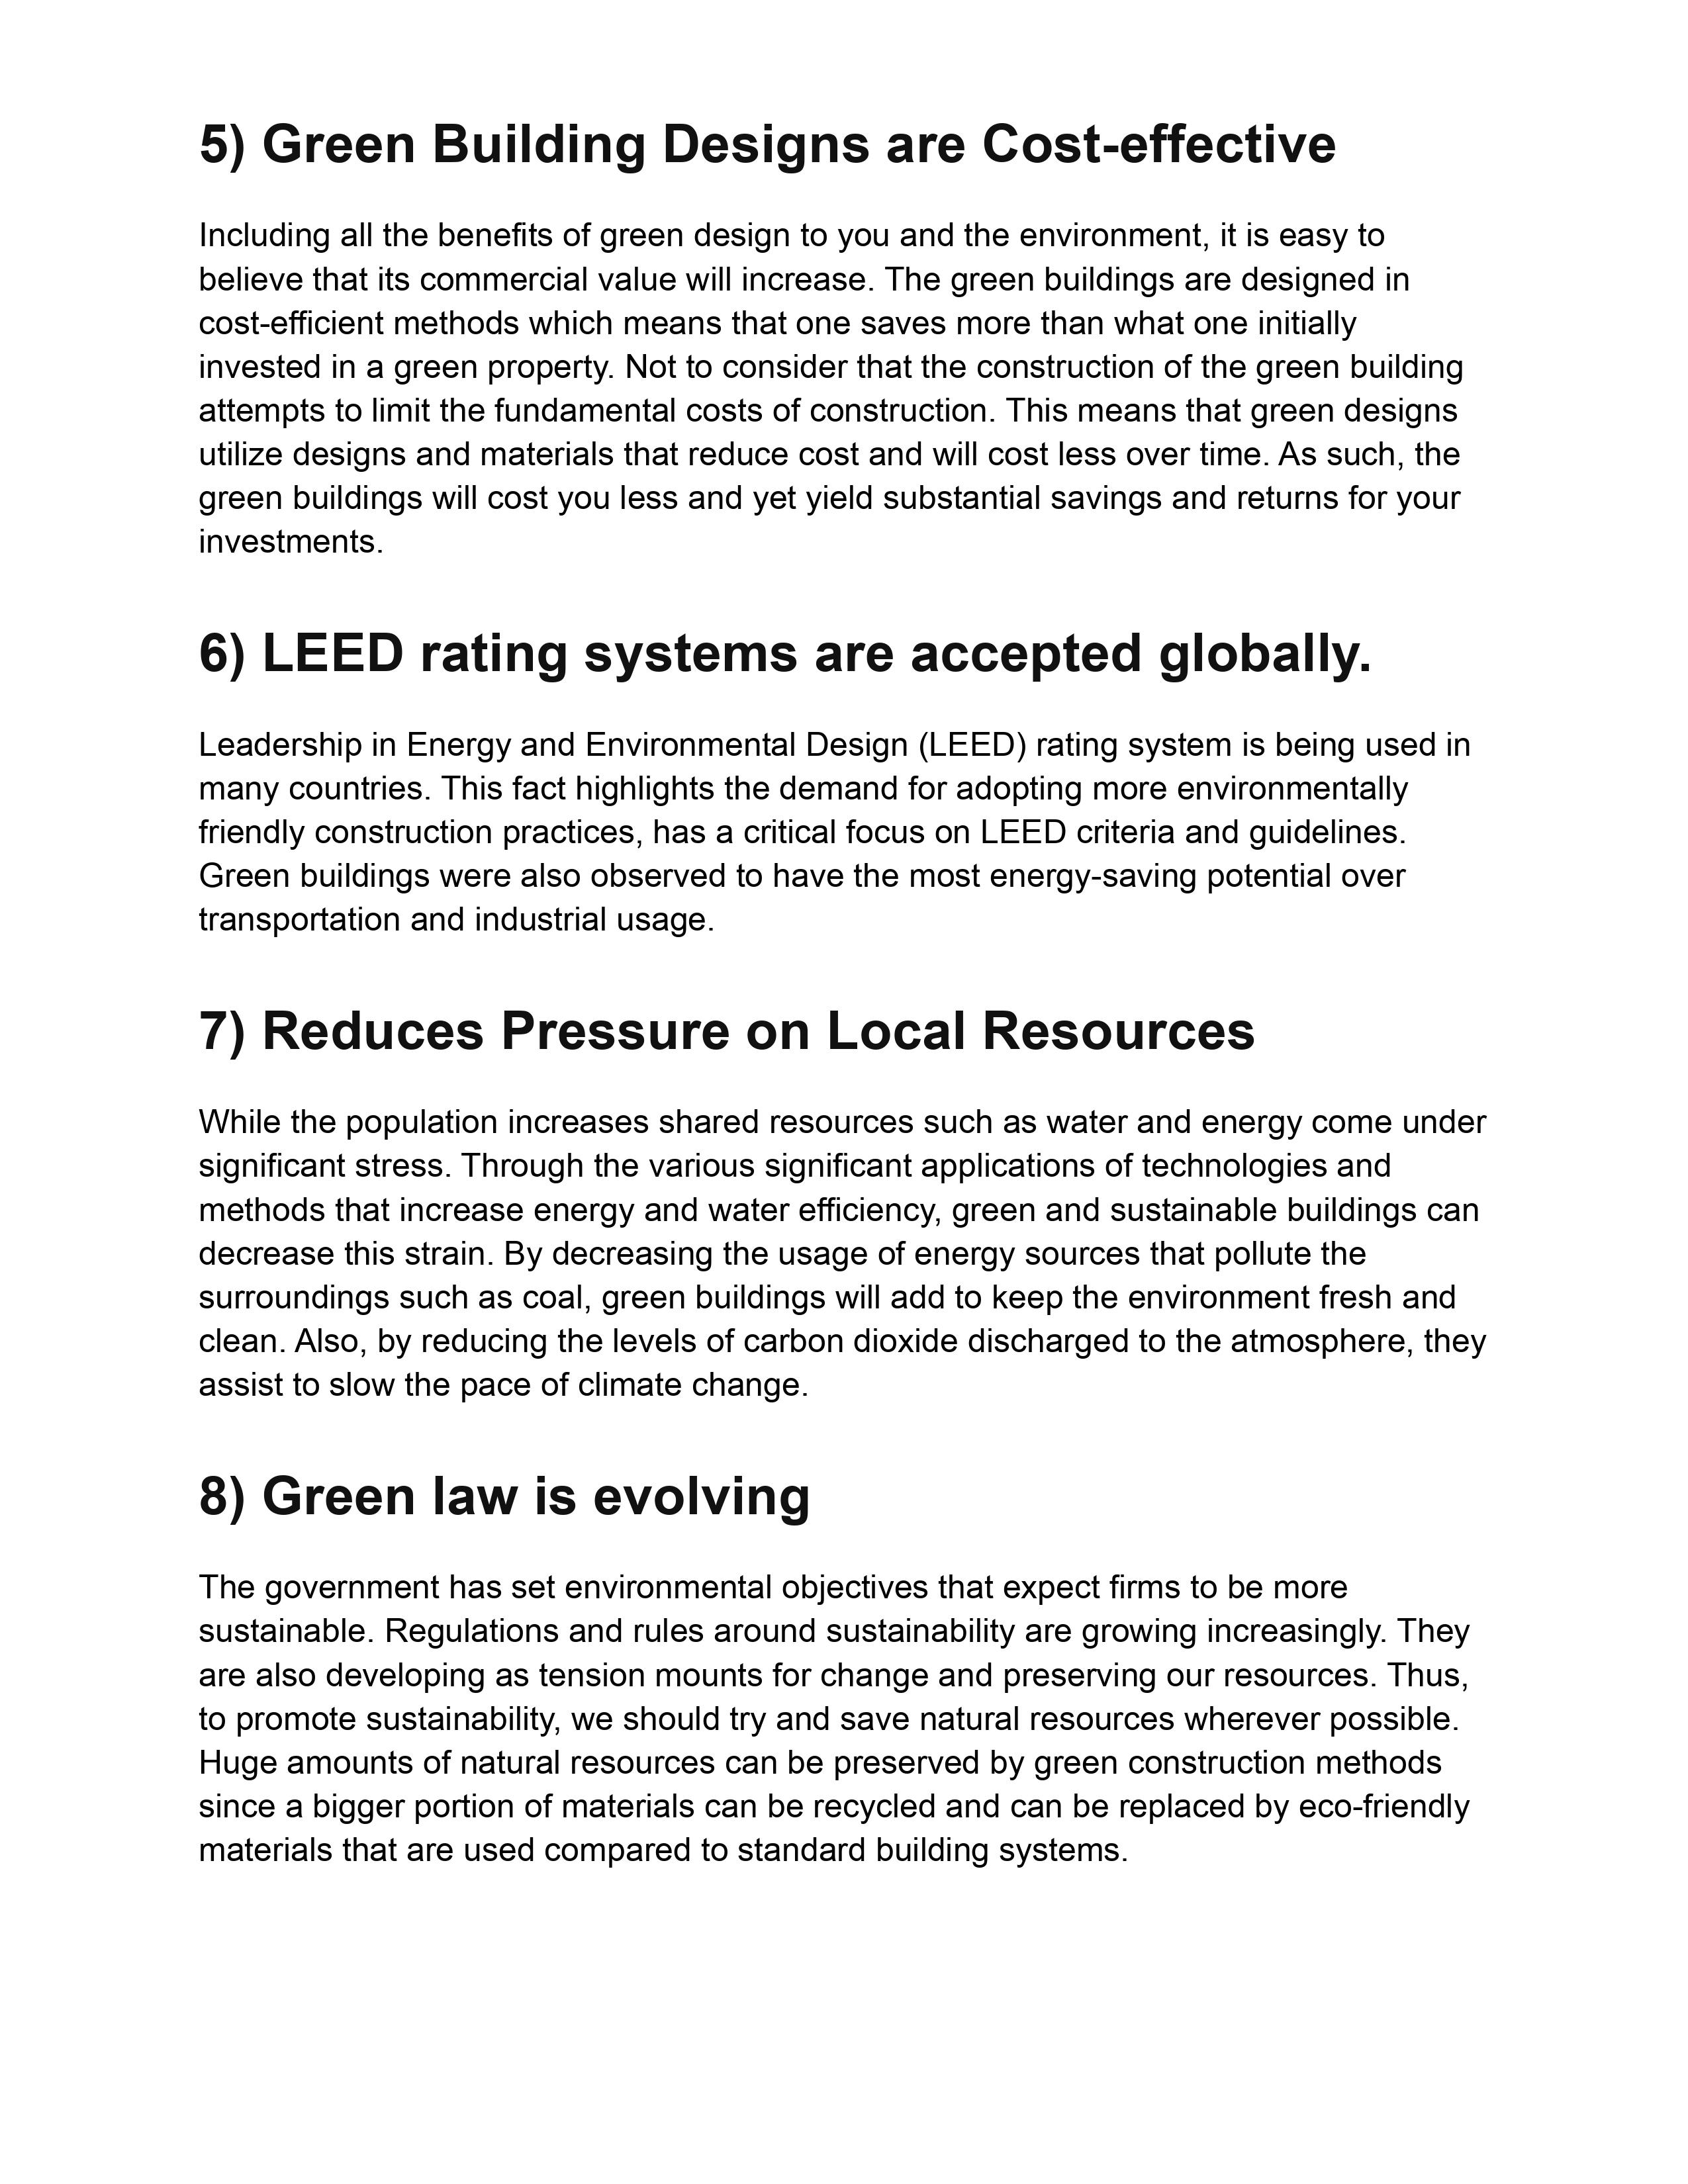 5) Green Building Designs are Cost-effective
Including all the benefits of green design to you and the environment, it is easy to
believe that its commercial value will increase. The green buildings are designed in
cost-efficient methods which means that one saves more than what one initially
invested in a green property. Not to consider that the construction of the green building
attempts to limit the fundamental costs of construction. This means that green designs
utilize designs and materials that reduce cost and will cost less over time. As such, the
green buildings will cost you less and yet yield substantial savings and returns for your
investments.
6) LEED rating systems are accepted globally.
Leadership in Energy and Environmental Design (LEED) rating system is being used in
many countries. This fact highlights the demand for adopting more environmentally
friendly construction practices, has a critical focus on LEED criteria and guidelines.
Green buildings were also observed to have the most energy-saving potential over
transportation and industrial usage.
7) Reduces Pressure on Local Resources
While the population increases shared resources such as water and energy come under
significant stress. Through the various significant applications of technologies and
methods that increase energy and water efficiency, green and sustainable buildings can
decrease this strain. By decreasing the usage of energy sources that pollute the
surroundings such as coal, green buildings will add to keep the environment fresh and
clean. Also, by reducing the levels of carbon dioxide discharged to the atmosphere, they
assist to slow the pace of climate change.
8) Green law is evolving
The government has set environmental objectives that expect firms to be more
sustainable. Regulations and rules around sustainability are growing increasingly. They
are also developing as tension mounts for change and preserving our resources. Thus,
to promote sustainability, we should try and save natural resources wherever possible.
Huge amounts of natural resources can be preserved by green construction methods
since a bigger portion of materials can be recycled and can be replaced by eco-friendly
materials that are used compared to standard building systems.